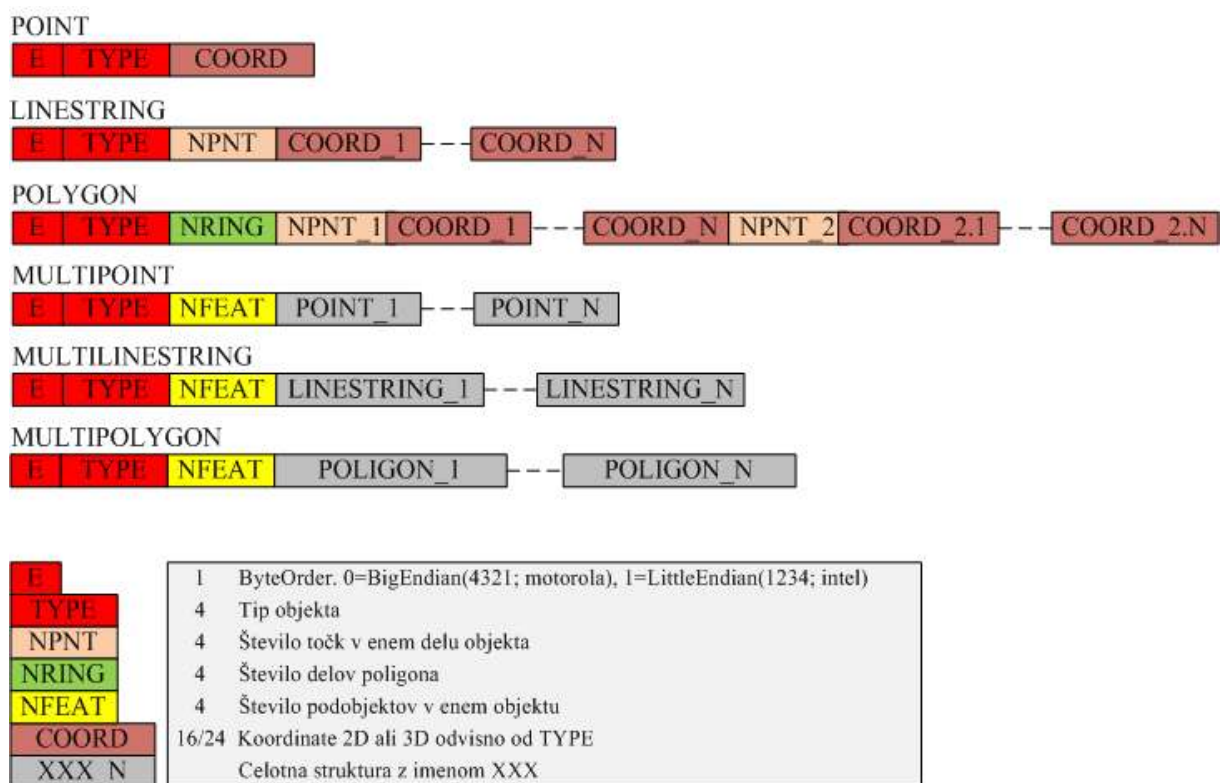 POINT
E TYPE COORD
LINESTRING
E TYPE NPNT COORD_1 COORD_N
POLYGON
E TYPE NRING NPNT_1 COORD_1 COORD_N NPNT_2 COORD_2.1 COORD_2.N
MULTIPOINT
E TYPE NFEAT POINT_1 POINT_N
MULTILINESTRING
E TYPE NFEAT LINESTRING_1 LINESTRING_N
MULTIPOLYGON
E TYPE NFEAT POLIGON_1 POLIGON_N
E 1 ByteOrder. 0=BigEndian(4321; motorola), 1=LittleEndian(1234; intel)
TYPE 4 Tip objekta
NPNT 4 Število točk v enem delu objekta
NRING 4 Število delov poligona
NFEAT 4 Število podobjektov v enem objektu
COORD 16/24 Koordinate 2D ali 3D odvisno od TYPE
XXX_N Celotna struktura z imenom XXX